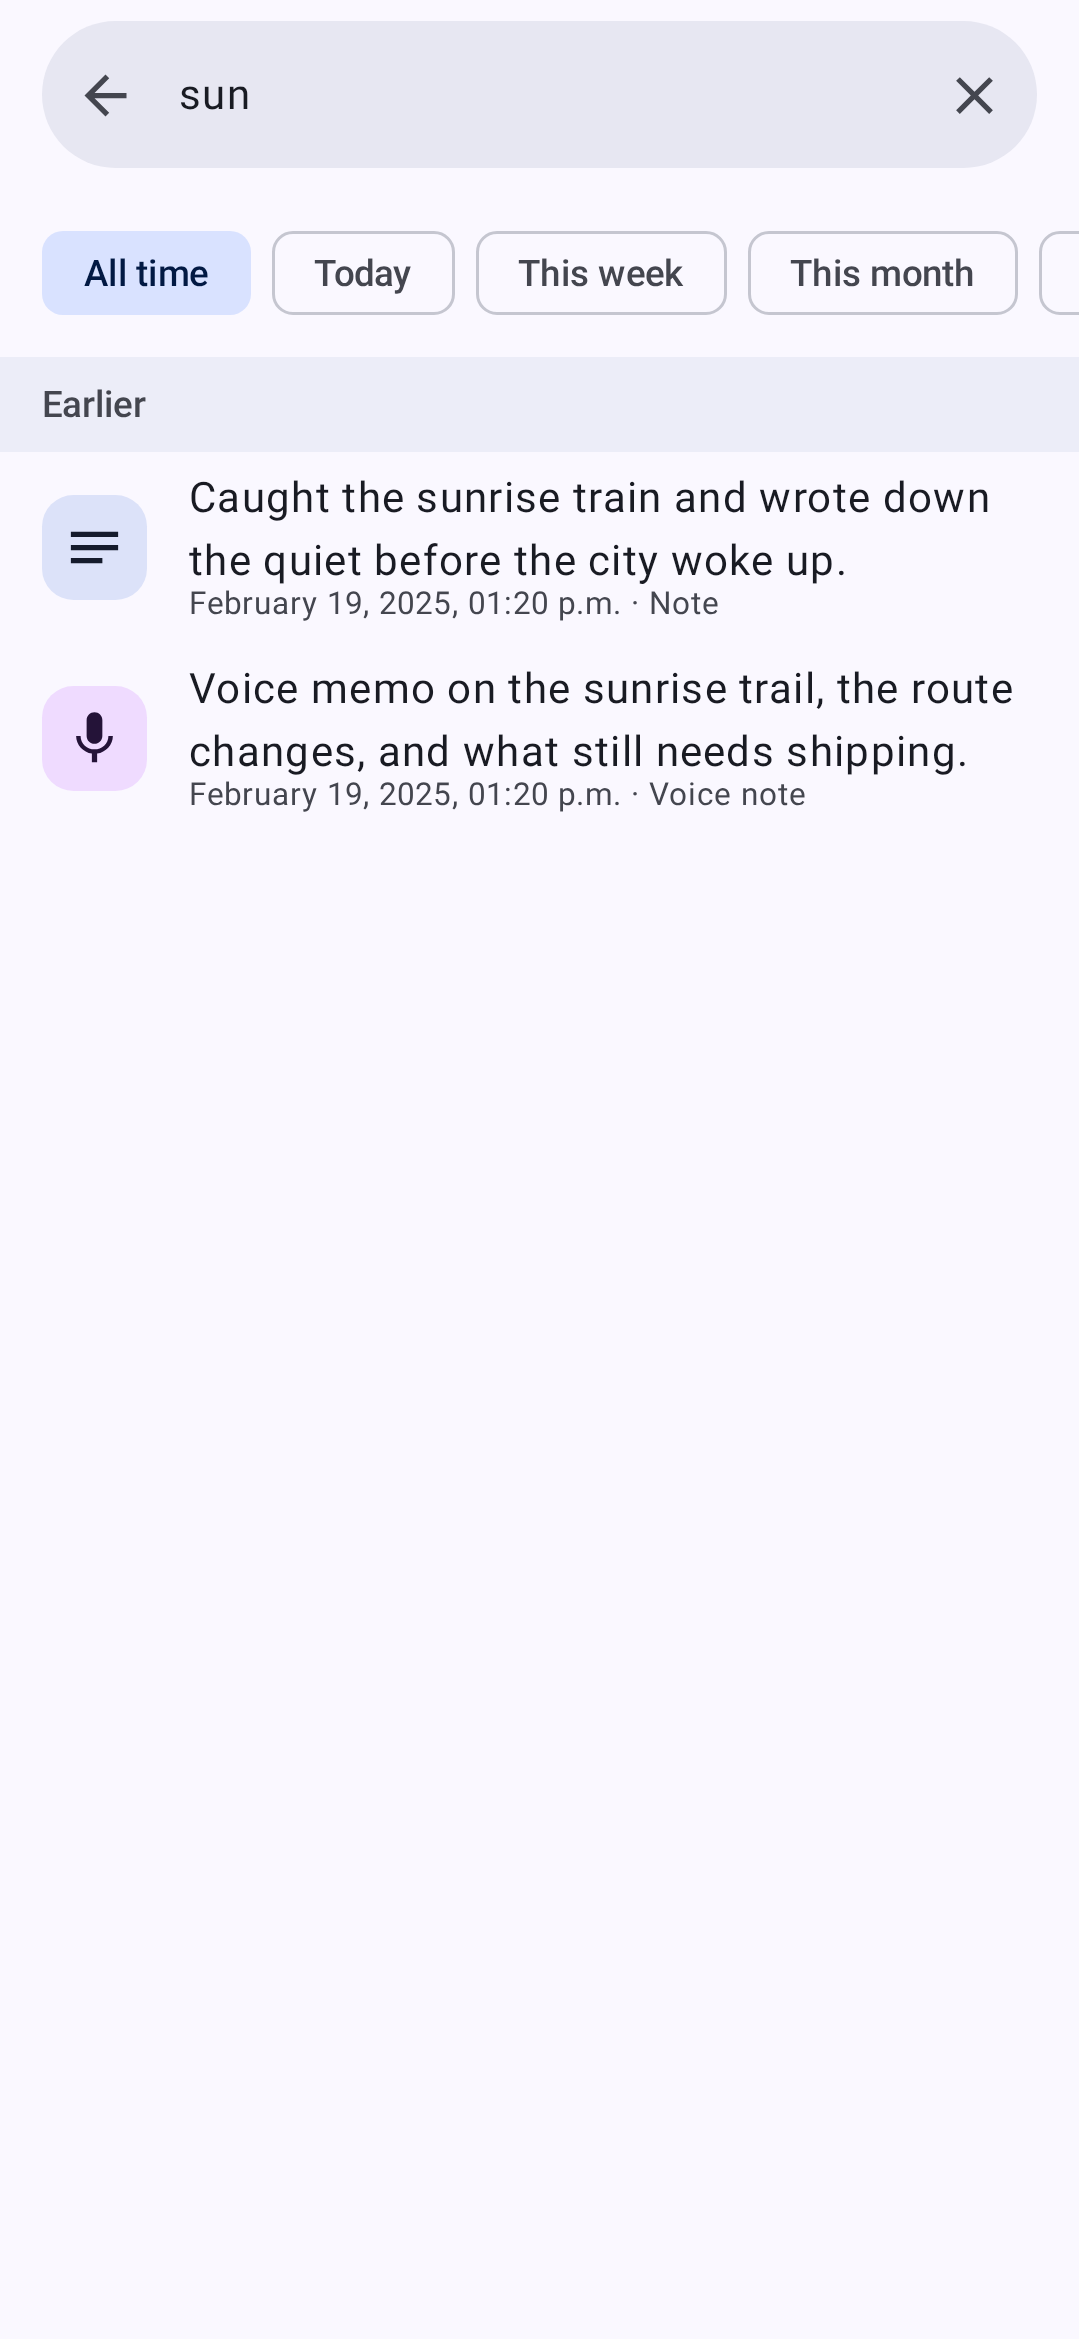 sun
All time
Today
This week
This month
Earlier
Caught the sunrise train and wrote down
the quiet before the city woke up.
February 19, 2025, 01:20 p.m. · Note
Voice memo on the sunrise trail, the route
changes, and what still needs shipping.
February 19, 2025, 01:20 p.m. · Voice note